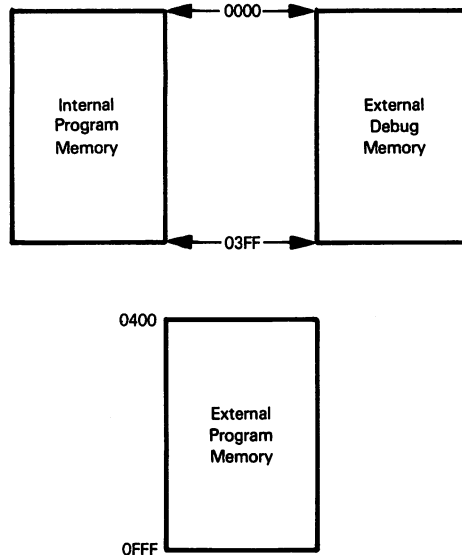 0000
Internal
Program
Memory
External
Debug
Memory
03FF
0400
External
Program
Memory
0FFF